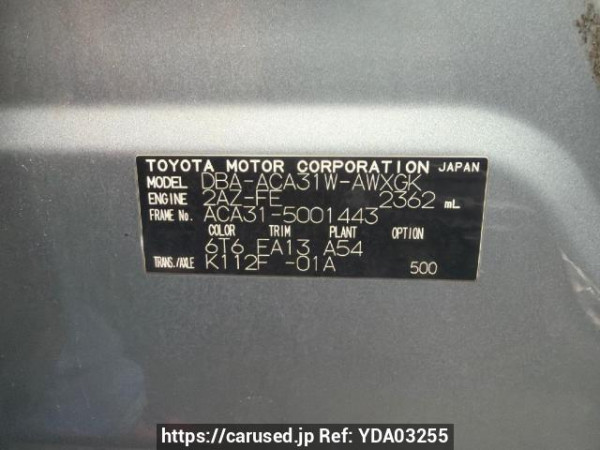 TOYOTA MOTOR CORPORATION JAPAN
MODEL DBA-ACA31W-AWXGK
ENGINE 2AZ-FE 2362 mL
FRAME No. ACA31-5001443
COLOR TRIM PLANT OPTION
6T6 FA13 A54
TRANS./AXLE K112F -01A 500
https://carused.jp Ref: YDA03255